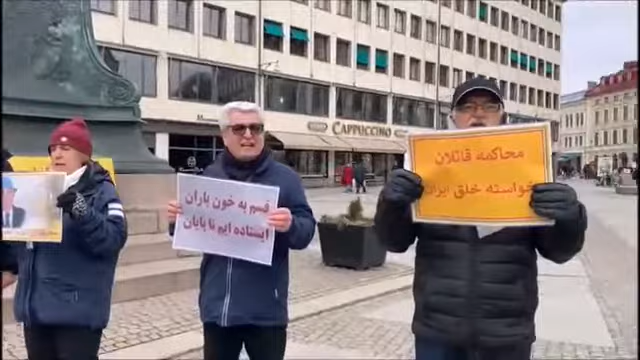 CAPPUCCINO
قسم به خون یاران
ایستاده ایم تا پایان
محاکمه قاتلان
خواسته خلق ایران